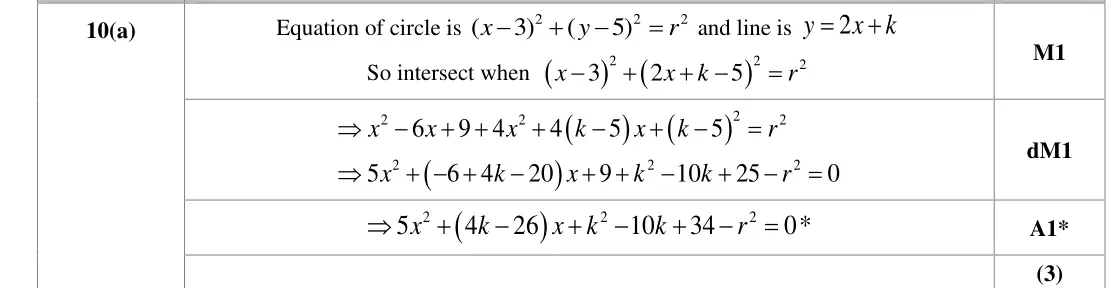 10(a)
Equation of circle is (x−3)² + (y−5)² = r² and line is y = 2x + k
So intersect when (x−3)² + (2x+k−5)² = r²
M1
⇒ x² − 6x + 9 + 4x² + 4(k−5)x + (k−5)² = r²
⇒ 5x² + (−6+4k−20)x + 9 + k² − 10k + 25 − r² = 0
dM1
⇒ 5x² + (4k−26)x + k² − 10k + 34 − r² = 0*
A1*
(3)